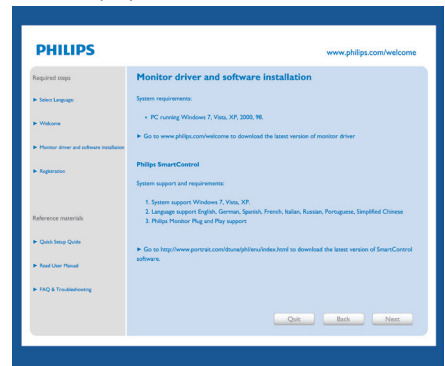 PHILIPS
www.philips.com/welcome
Required steps
Select Language
Welcome
Monitor driver and software installation
Registration
Reference materials
Quick Setup Guide
Read User Manual
FAQ & Troubleshooting
Monitor driver and software installation
System requirements:
• PC running Windows 7, Vista, XP, 2000, 98.
Go to www.philips.com/welcome to download the latest version of monitor driver
Philips SmartControl
System support and requirements:
1. System support Windows 7, Vista, XP.
2. Language support English, German, Spanish, French, Italian, Russian, Portuguese, Simplified Chinese
3. Philips Monitor Plug and Play support
Go to http://www.portrait.com/dtune/phl/enu/index.html to download the latest version of SmartControl
software.
Quit
Back
Next